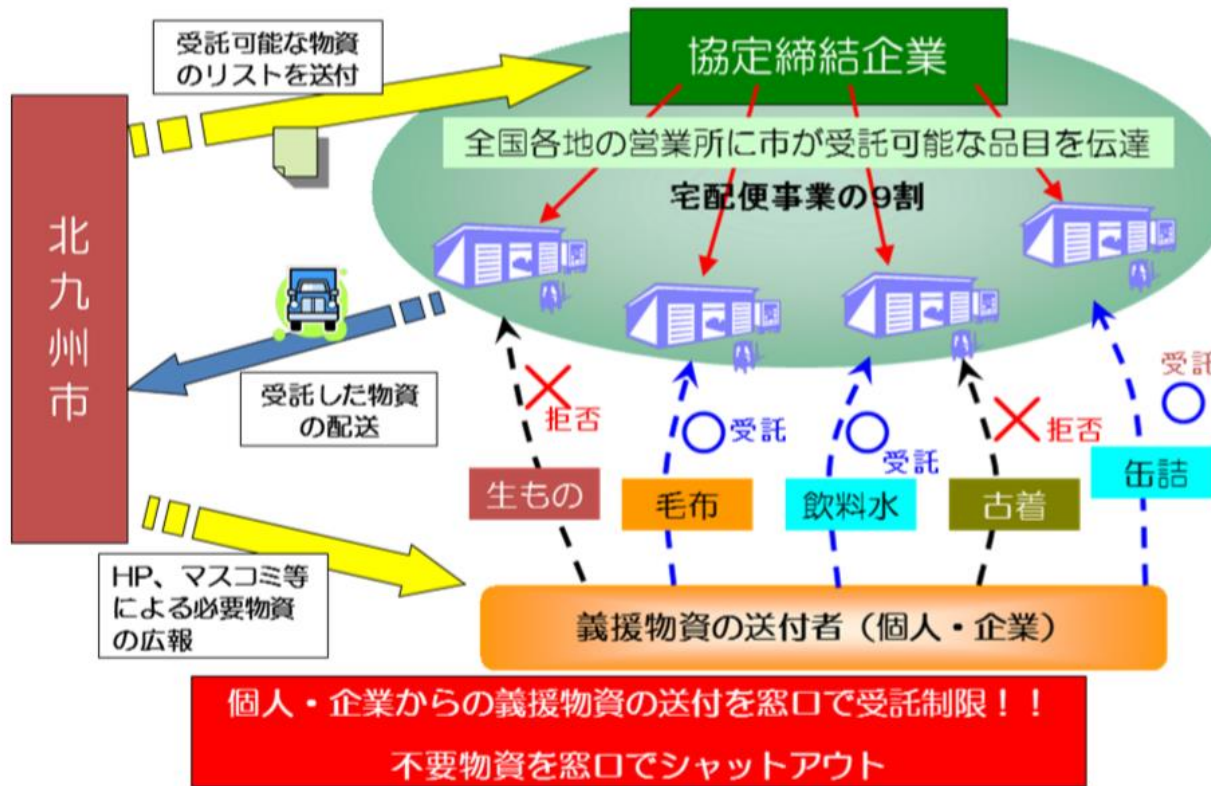 受託可能な物資
のリストを送付
協定締結企業
全国各地の営業所に市が受託可能な品目を伝達
宅配便事業の9割
北九州市
受託した物資
の配送
拒否
受託
受託
拒否
受託
生もの
毛布
飲料水
古着
缶詰
HP、マスコミ等
による必要物資
の広報
義援物資の送付者（個人・企業）
個人・企業からの義援物資の送付を窓口で受託制限！！
不要物資を窓口でシャットアウト